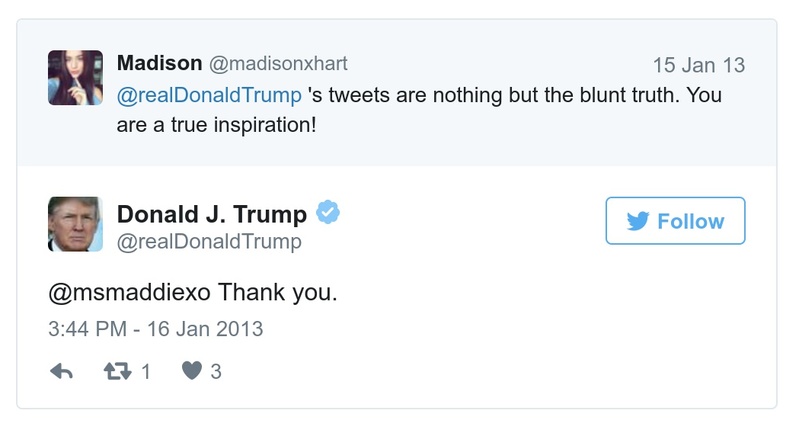 Madison @madisonxhart 15 Jan 13
@realDonaldTrump 's tweets are nothing but the blunt truth. You
are a true inspiration!
Donald J. Trump
@realDonaldTrump
Follow
@msmaddiexo Thank you.
3:44 PM - 16 Jan 2013
1 3